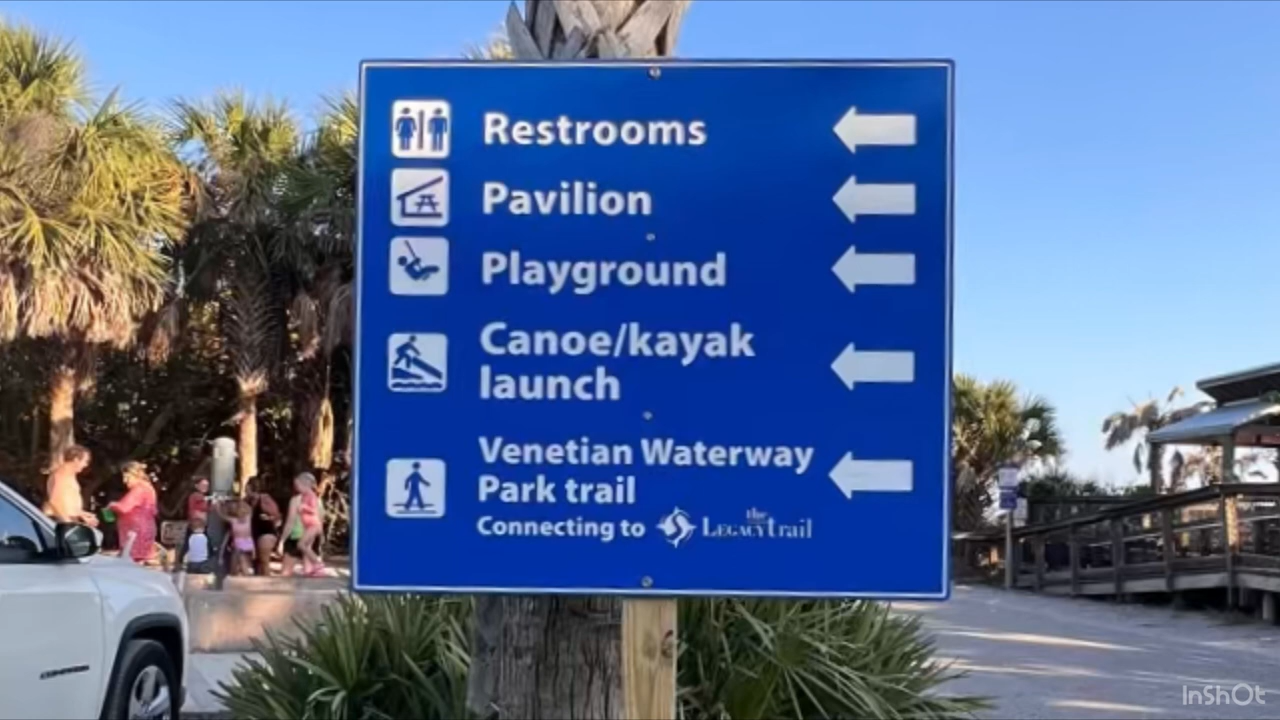 Restrooms
Pavilion
Playground
Canoe/kayak
launch
Venetian Waterway
Park trail
Connecting to the Legacy trail
InShOt